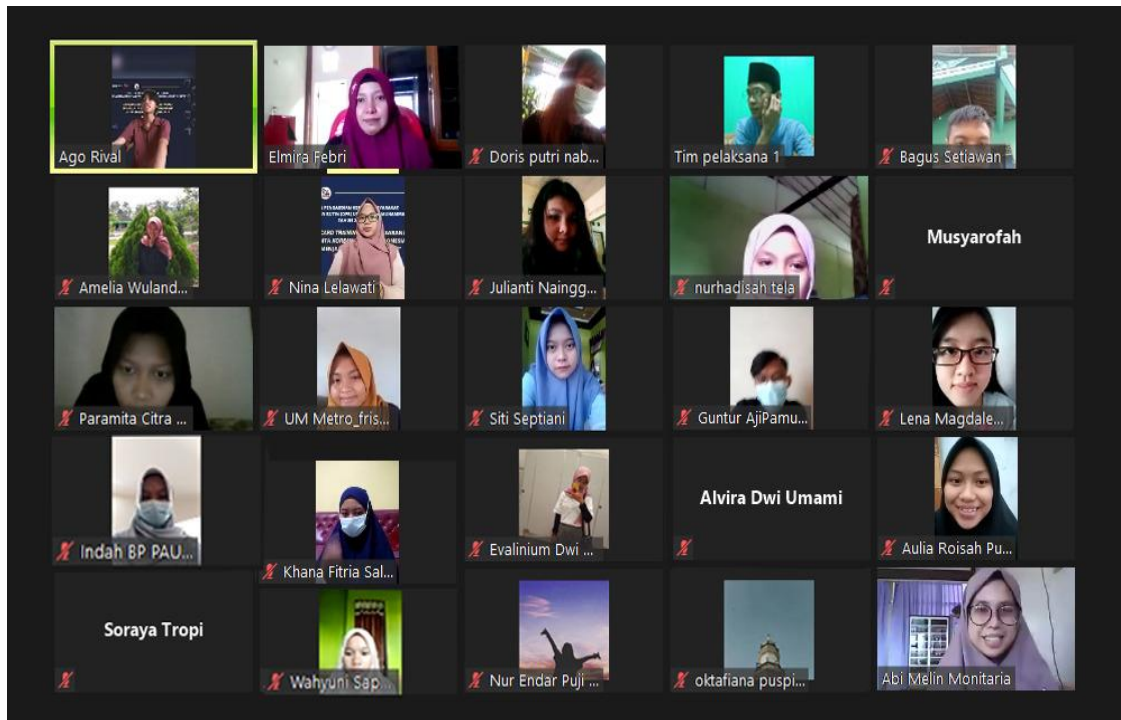 Ago Rival
Elmira Febri
Doris putri nab...
Tim pelaksana 1
Bagus Setiawan
Amelia Wuland...
Nina Lelawati
Julianti Naingg...
nurhadisah tela
Musyarofah
Paramita Citra ...
UM Metro_fris...
Siti Septiani
Guntur AjiPamu...
Lena Magdale...
Indah BP PAU...
Khana Fitria Sal...
Evalinium Dwi ...
Alvira Dwi Umami
Aulia Roisah Pu...
Soraya Tropi
Wahyuni Sap...
Nur Endar Puji ...
oktafiana puspi...
Abi Melin Monitaria